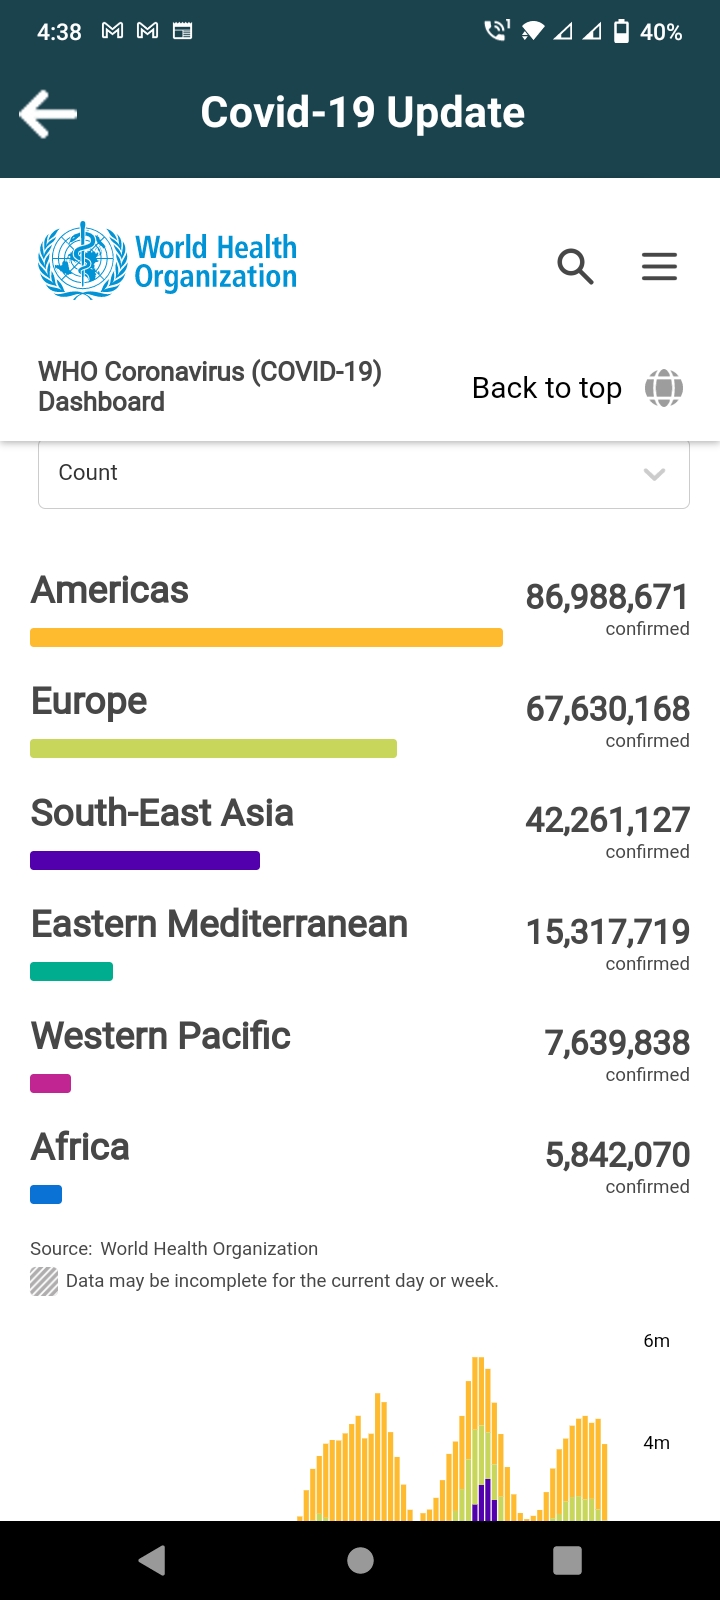 4:38
1
40%
Covid-19 Update
World Health
Organization
WHO Coronavirus (COVID-19)
Dashboard
Back to top
Count
Americas
86,988,671
confirmed
Europe
67,630,168
confirmed
South-East Asia
42,261,127
confirmed
Eastern Mediterranean
15,317,719
confirmed
Western Pacific
7,639,838
confirmed
Africa
5,842,070
confirmed
Source: World Health Organization
Data may be incomplete for the current day or week.
6m
4m